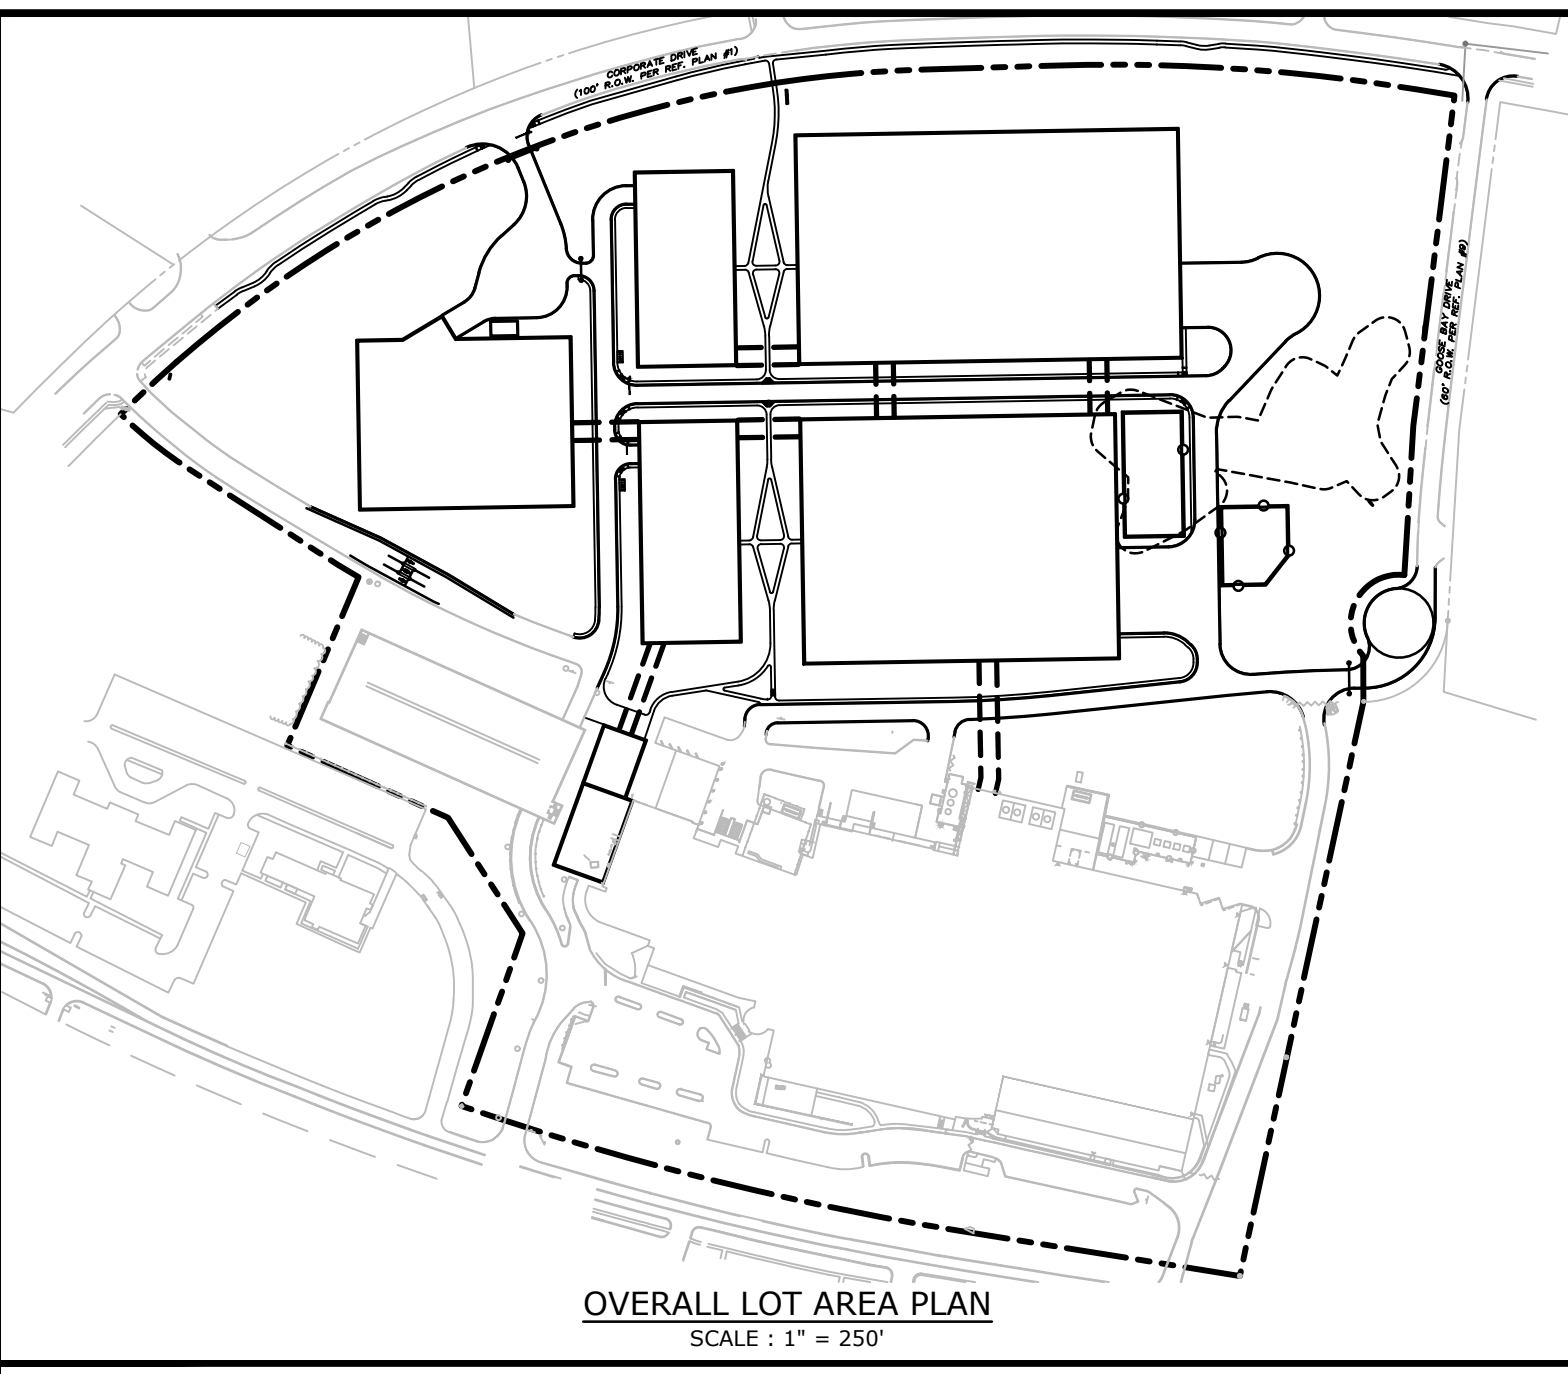 CORPORATE DRIVE
(100' R.O.W. PER REF. PLAN #1)
GOOSE BAY DRIVE
(60' R.O.W. PER REF. PLAN #9)
OVERALL LOT AREA PLAN
SCALE : 1" = 250'